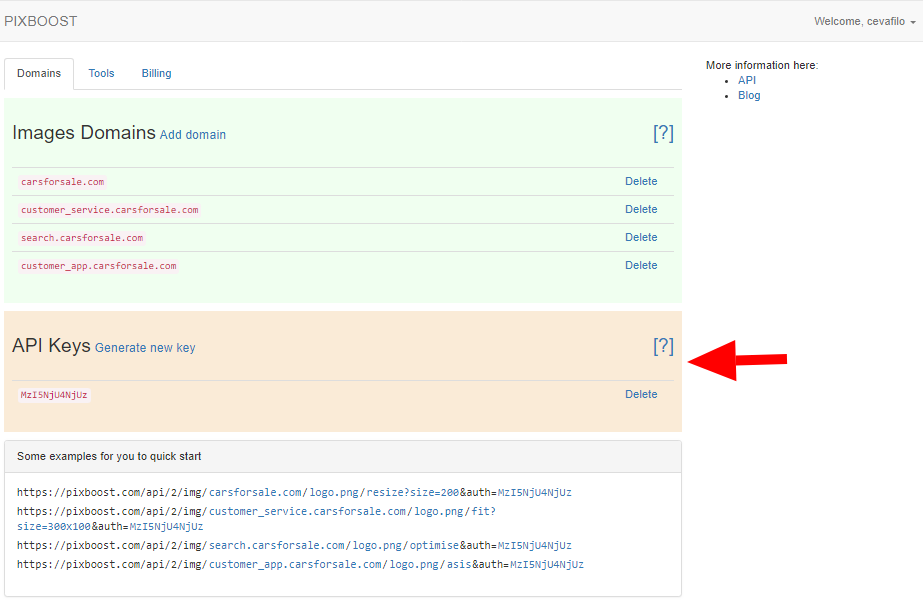 PIXBOOST
Welcome, cevafilo
Domains Tools Billing
More information here:
API
Blog
Images Domains Add domain [?]
carsforsale.com Delete
customer_service.carsforsale.com Delete
search.carsforsale.com Delete
customer_app.carsforsale.com Delete
API Keys Generate new key [?]
MzI5NjU4NjUz Delete
Some examples for you to quick start
https://pixboost.com/api/2/img/carsforsale.com/logo.png/resize?size=200&auth=MzI5NjU4NjUz
https://pixboost.com/api/2/img/customer_service.carsforsale.com/logo.png/fit?
size=300x100&auth=MzI5NjU4NjUz
https://pixboost.com/api/2/img/search.carsforsale.com/logo.png/optimise&auth=MzI5NjU4NjUz
https://pixboost.com/api/2/img/customer_app.carsforsale.com/logo.png/asis&auth=MzI5NjU4NjUz